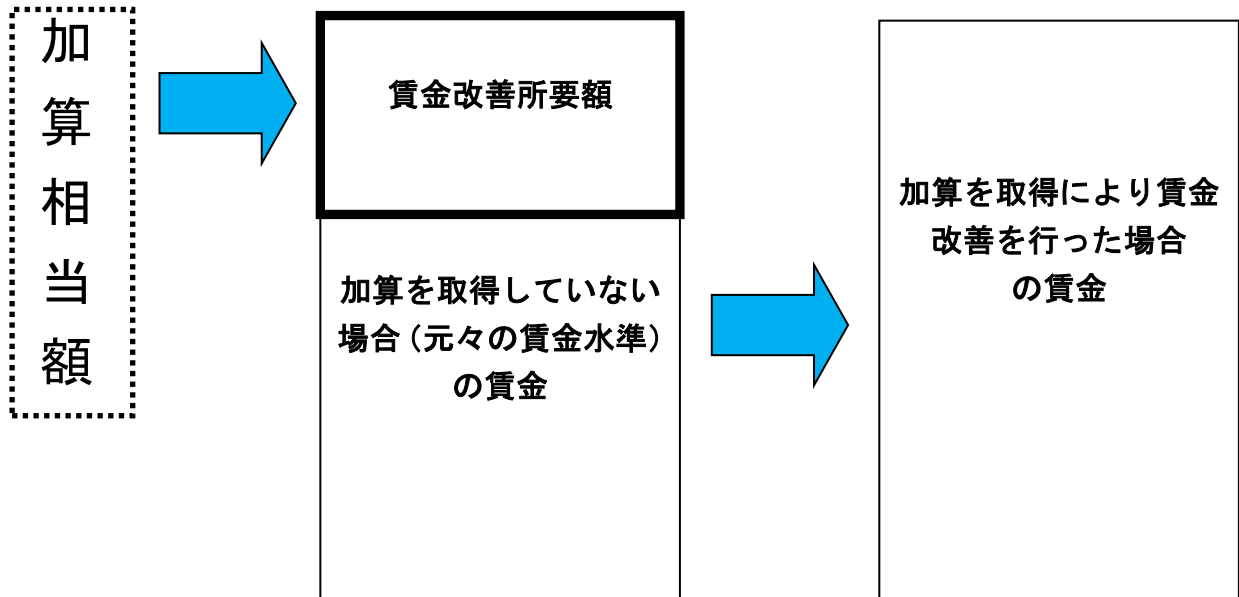 加算相当額
賃金改善所要額
加算を取得していない
場合（元々の賃金水準）
の賃金
加算を取得により賃金
改善を行った場合
の賃金